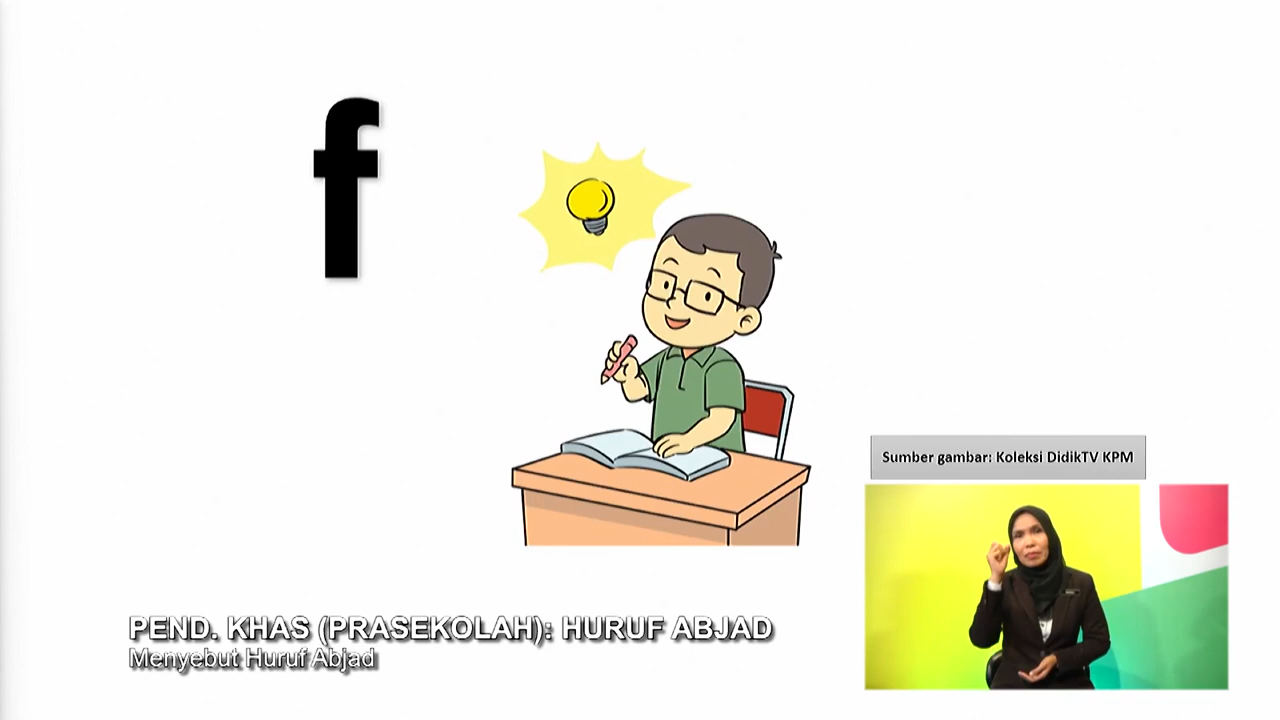 f
Sumber gambar: Koleksi DidikTV KPM
PEND. KHAS (PRASEKOLAH): HURUF ABJAD
Menyebut Huruf Abjad